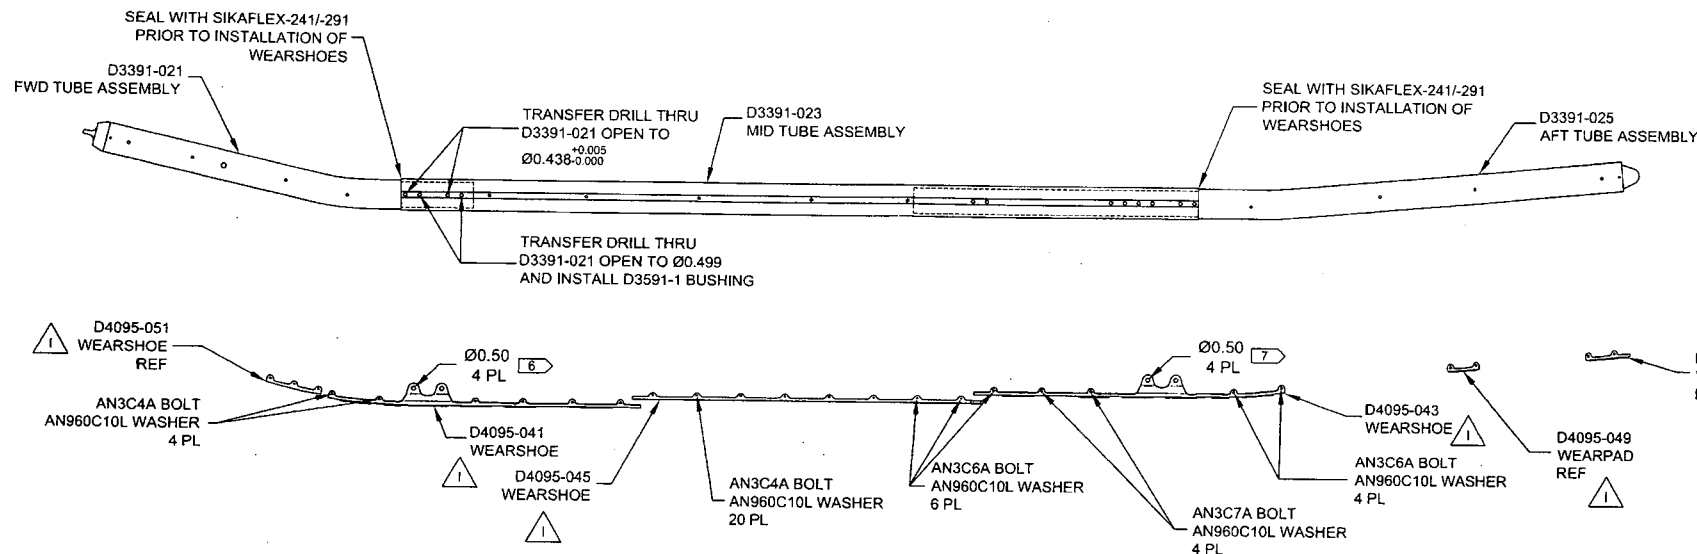 SEAL WITH SIKAFLEX-241/-291
PRIOR TO INSTALLATION OF
WEARSHOES
D3391-021
FWD TUBE ASSEMBLY
TRANSFER DRILL THRU
D3391-021 OPEN TO
Ø0.438+0.005
-0.000
D3391-023
MID TUBE ASSEMBLY
SEAL WITH SIKAFLEX-241/-291
PRIOR TO INSTALLATION OF
WEARSHOES
D3391-025
AFT TUBE ASSEMBLY
TRANSFER DRILL THRU
D3391-021 OPEN TO Ø0.499
AND INSTALL D3591-1 BUSHING
1
D4095-051
WEARSHOE
REF
Ø0.50
4 PL
6
Ø0.50
4 PL
7
AN3C4A BOLT
AN960C10L WASHER
4 PL
D4095-041
WEARSHOE
1
D4095-045
WEARSHOE
1
AN3C4A BOLT
AN960C10L WASHER
20 PL
AN3C6A BOLT
AN960C10L WASHER
6 PL
AN3C7A BOLT
AN960C10L WASHER
4 PL
AN3C6A BOLT
AN960C10L WASHER
4 PL
D4095-043
WEARSHOE
1
D4095-049
WEARPAD
REF
1